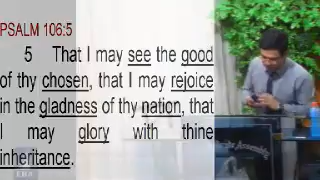 PSALM 106:5
5 That I may see the good
of thy chosen, that I may rejoice
in the gladness of thy nation, that
I may glory with thine
inheritance.